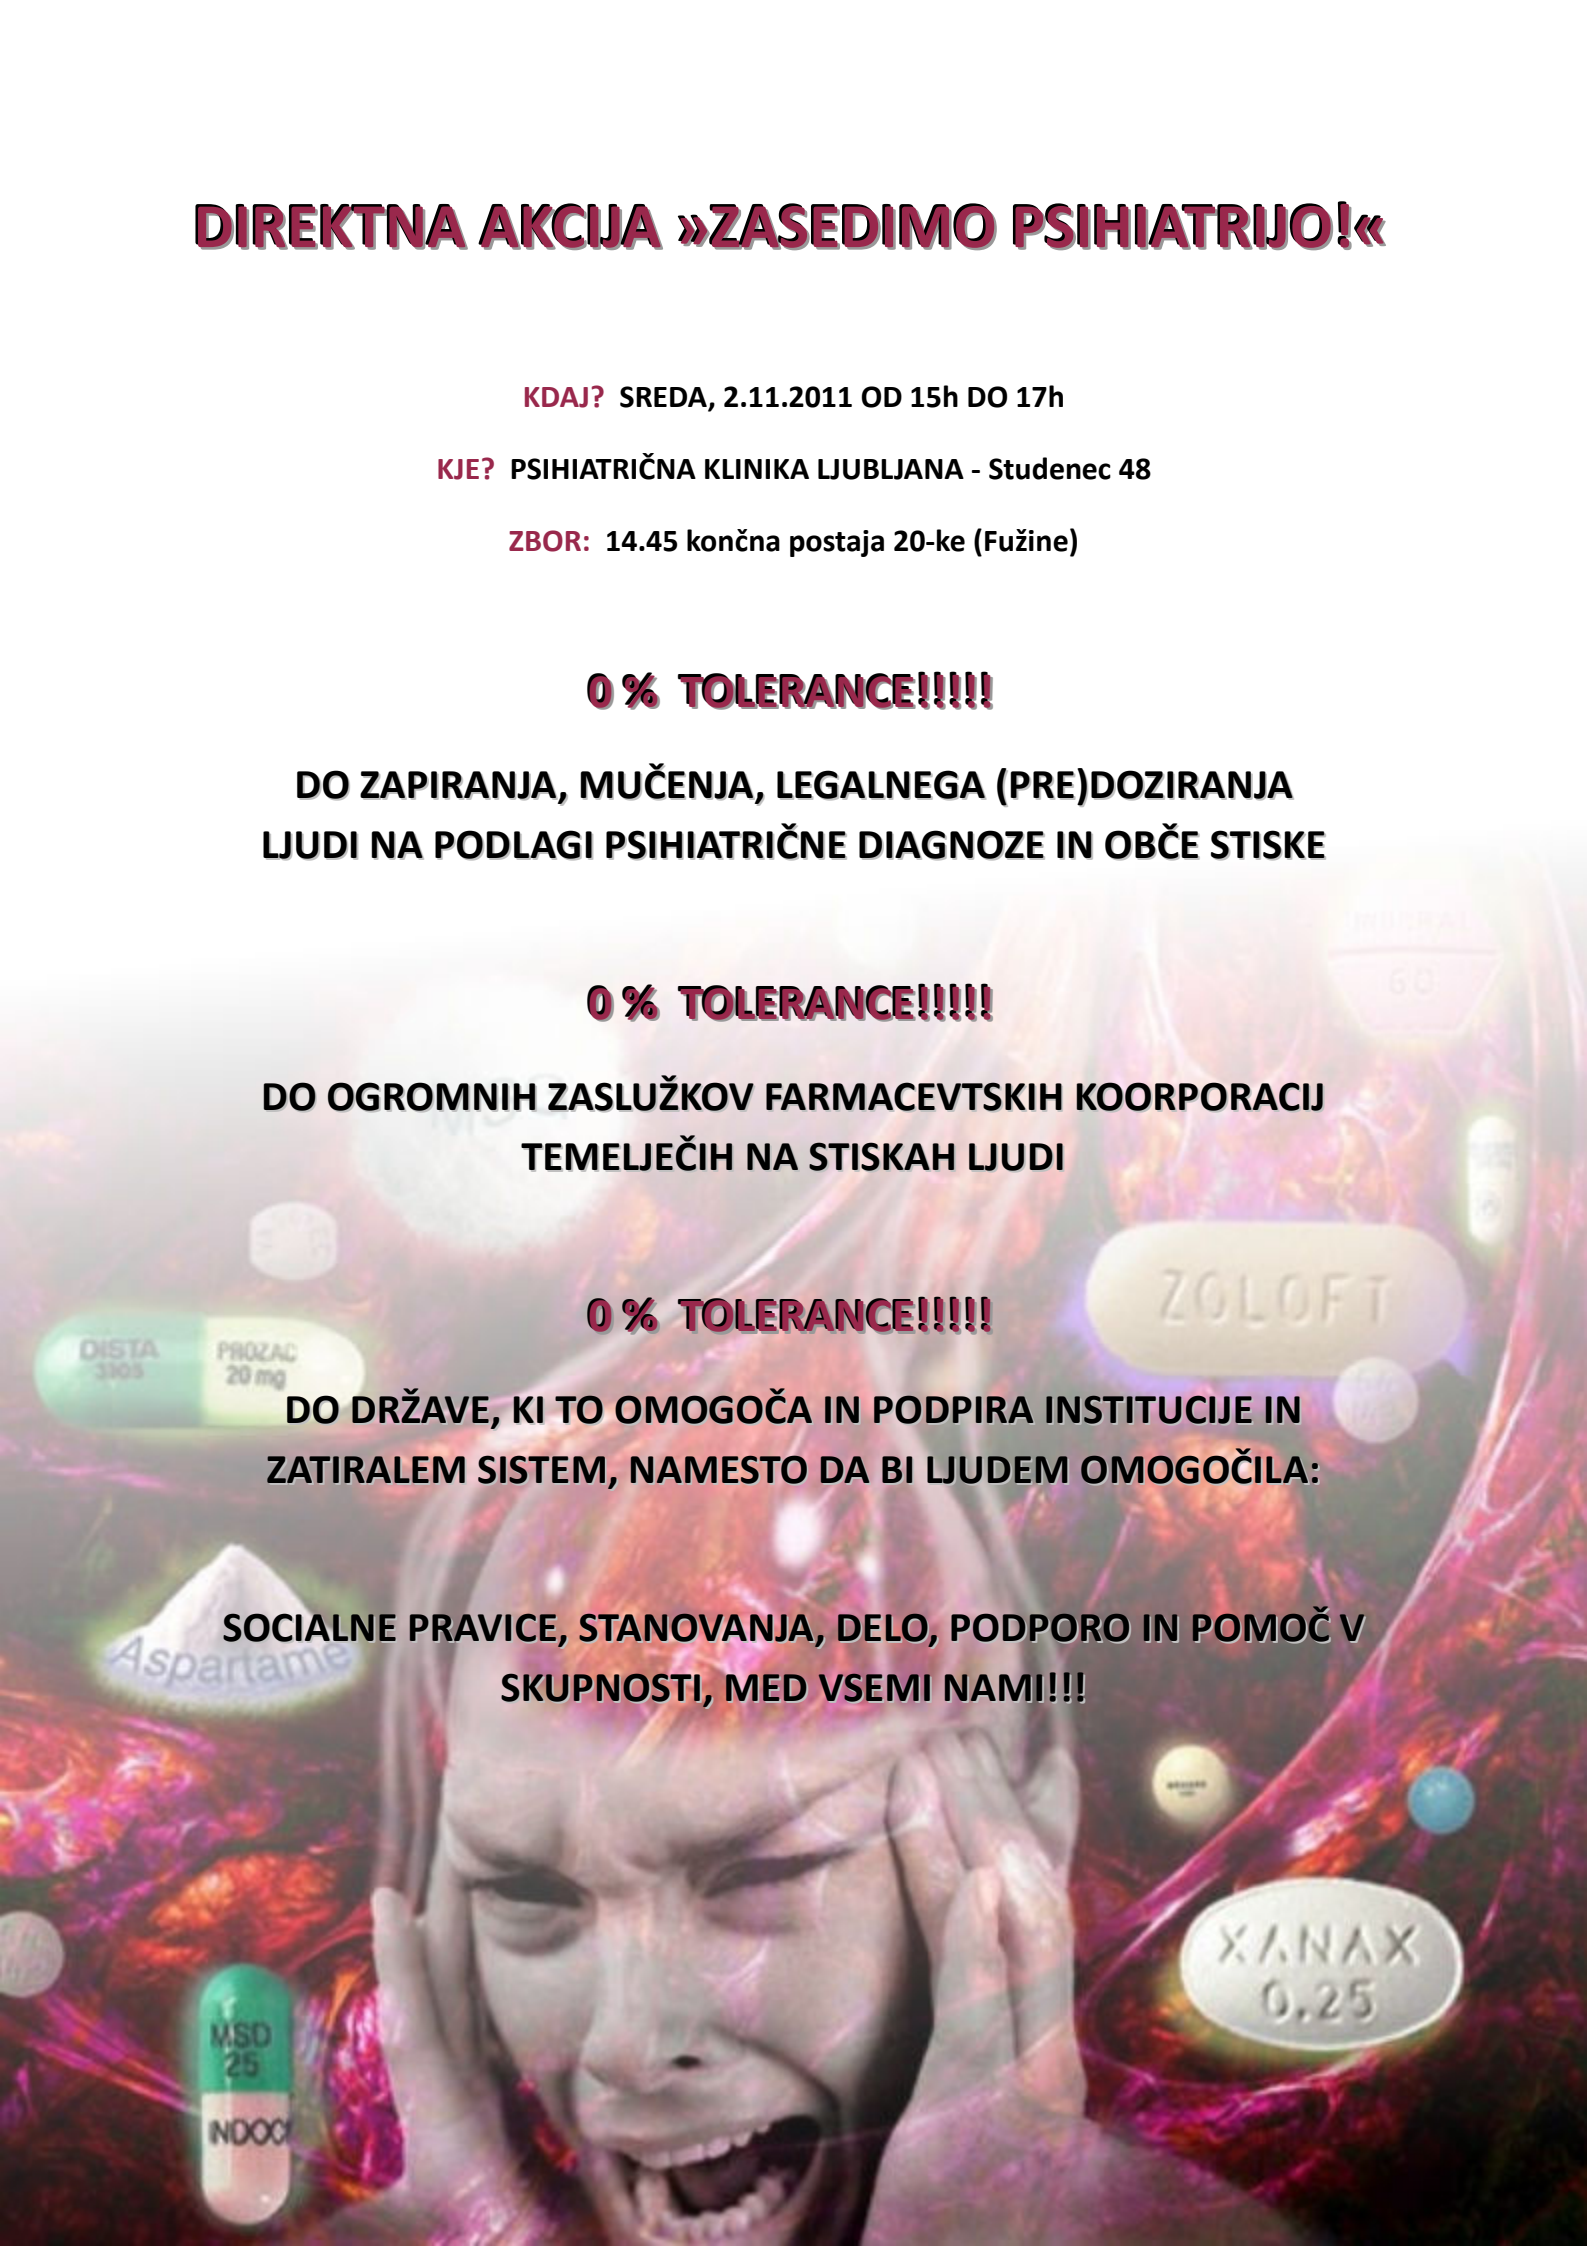 DIREKTNA AKCIJA »ZASEDIMO PSIHIATRIJO!«
KDAJ? SREDA, 2.11.2011 OD 15h DO 17h
KJE? PSIHIATRIČNA KLINIKA LJUBLJANA - Studenec 48
ZBOR: 14.45 končna postaja 20-ke (Fužine)
0 % TOLERANCE!!!!!
DO ZAPIRANJA, MUČENJA, LEGALNEGA (PRE)DOZIRANJA
LJUDI NA PODLAGI PSIHIATRIČNE DIAGNOZE IN OBČE STISKE
60
0 % TOLERANCE!!!!!
DO OGROMNIH ZASLUŽKOV FARMACEVTSKIH KOORPORACIJ
TEMELJEČIH NA STISKAH LJUDI
ZOLOFT
0 % TOLERANCE!!!!!
DISTA
3105
PROZAC
20 mg
DO DRŽAVE, KI TO OMOGOČA IN PODPIRA INSTITUCIJE IN
ZATIRALEM SISTEM, NAMESTO DA BI LJUDEM OMOGOČILA:
SOCIALNE PRAVICE, STANOVANJA, DELO, PODPORO IN POMOČ V
Aspartame
SKUPNOSTI, MED VSEMI NAMI!!!
XANAX
0.25
MSD
25
INDOCI